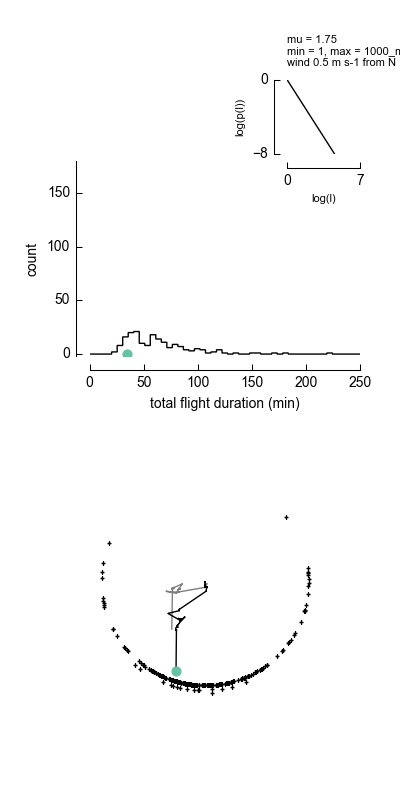 mu = 1.75
min = 1, max = 1000_m
wind 0.5 m s-1 from N
0
log(p(l))
−8
0
7
log(l)
150
100
count
50
0
0
50
100
150
200
250
total flight duration (min)